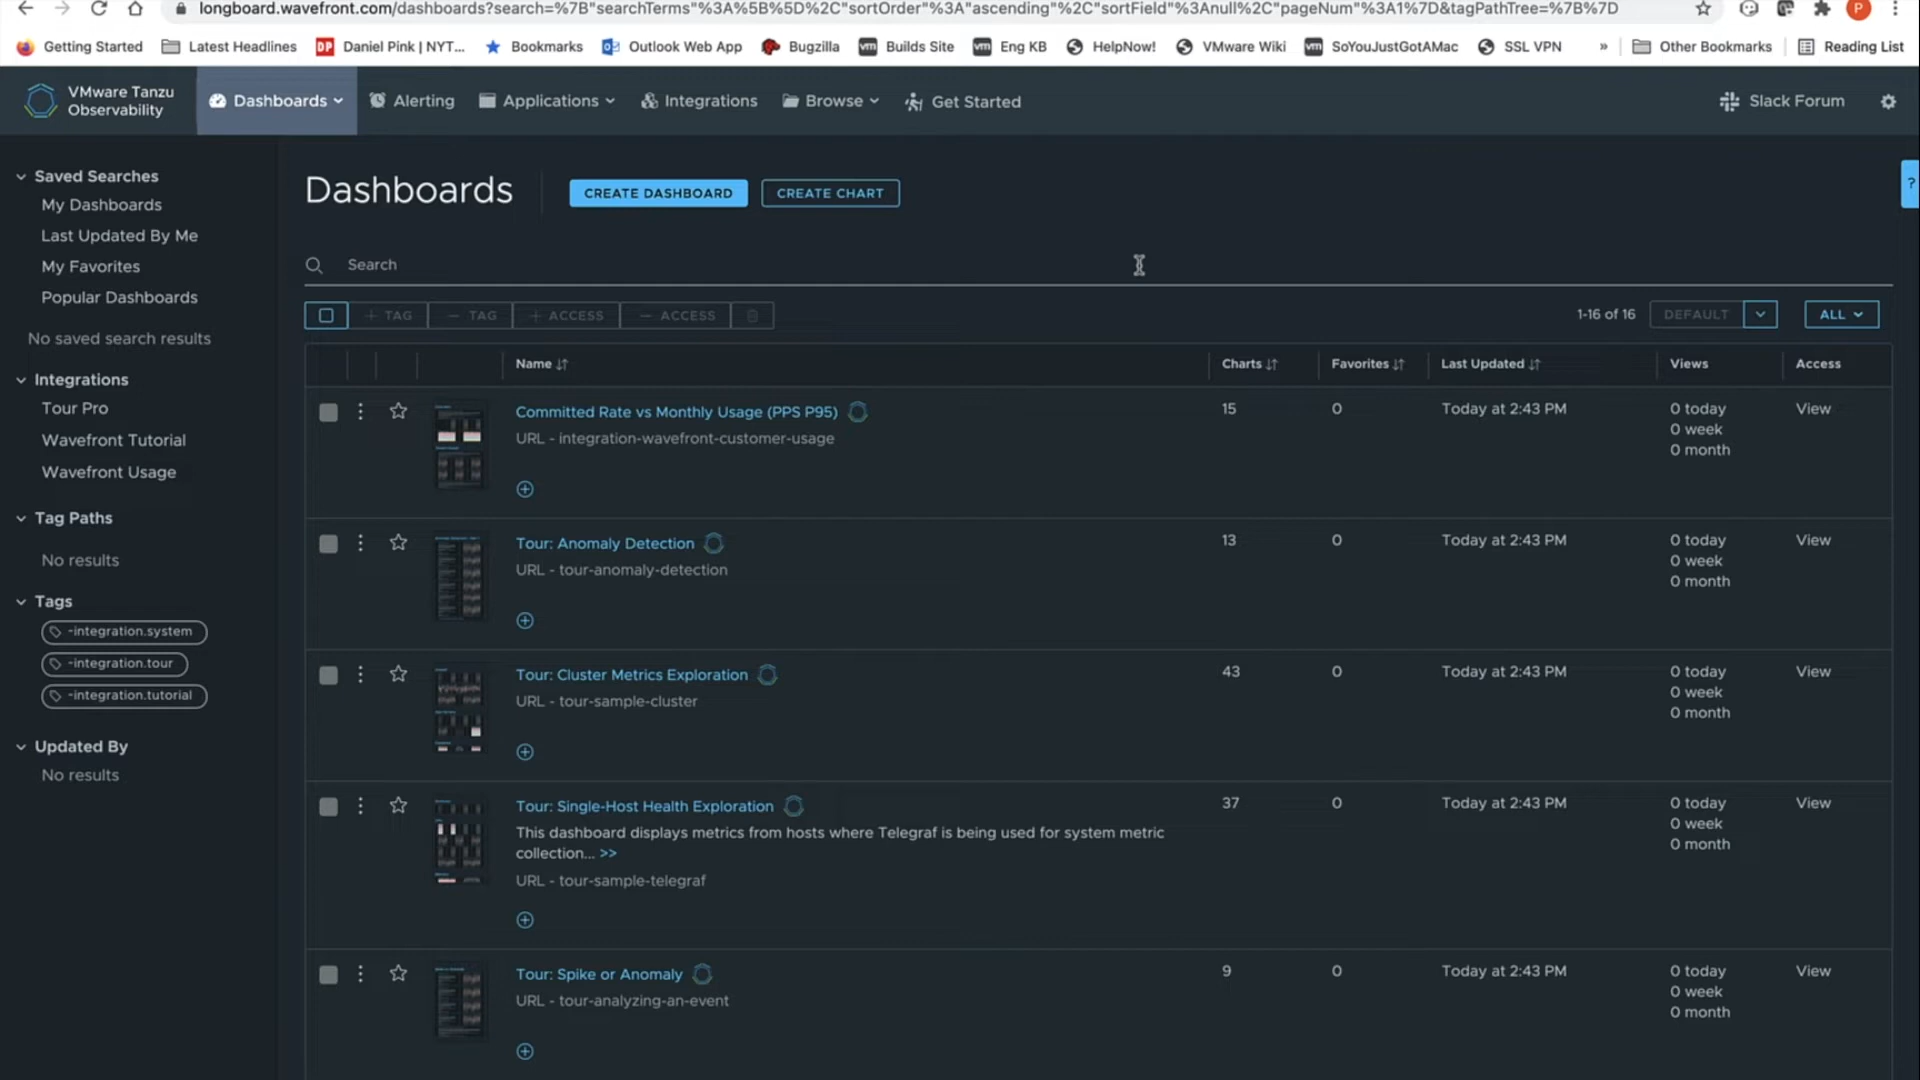 longboard.wavefront.com/dashboards?search=%7B"searchTerms"%3A%5B%5D%2C"sortOrder"%3A"ascending"%2C"sortField"%3Anull%2C"pageNum"%3A1%7D&tagPathTree=%7B%7D
P
Getting Started Latest Headlines DP Daniel Pink | NYT... Bookmarks Outlook Web App Bugzilla vm Builds Site vm Eng KB HelpNow! VMware Wiki vm SoYouJustGotAMac SSL VPN » Other Bookmarks Reading List
VMware Tanzu
Observability
Dashboards Alerting Applications Integrations Browse Get Started Slack Forum
Saved Searches
My Dashboards
Last Updated By Me
My Favorites
Popular Dashboards
No saved search results
Integrations
Tour Pro
Wavefront Tutorial
Wavefront Usage
Tag Paths
No results
Tags
~integration.system
~integration.tour
~integration.tutorial
Updated By
No results
Dashboards CREATE DASHBOARD CREATE CHART
?
Search
+ TAG − TAG + ACCESS − ACCESS 1-16 of 16 DEFAULT ALL
Name Charts Favorites Last Updated Views Access
Committed Rate vs Monthly Usage (PPS P95) 15 0 Today at 2:43 PM 0 today View
URL - integration-wavefront-customer-usage 0 week
0 month
Tour: Anomaly Detection 13 0 Today at 2:43 PM 0 today View
URL - tour-anomaly-detection 0 week
0 month
Tour: Cluster Metrics Exploration 43 0 Today at 2:43 PM 0 today View
URL - tour-sample-cluster 0 week
0 month
Tour: Single-Host Health Exploration 37 0 Today at 2:43 PM 0 today View
This dashboard displays metrics from hosts where Telegraf is being used for system metric 0 week
collection... >> 0 month
URL - tour-sample-telegraf
Tour: Spike or Anomaly 9 0 Today at 2:43 PM 0 today View
URL - tour-analyzing-an-event 0 week
0 month